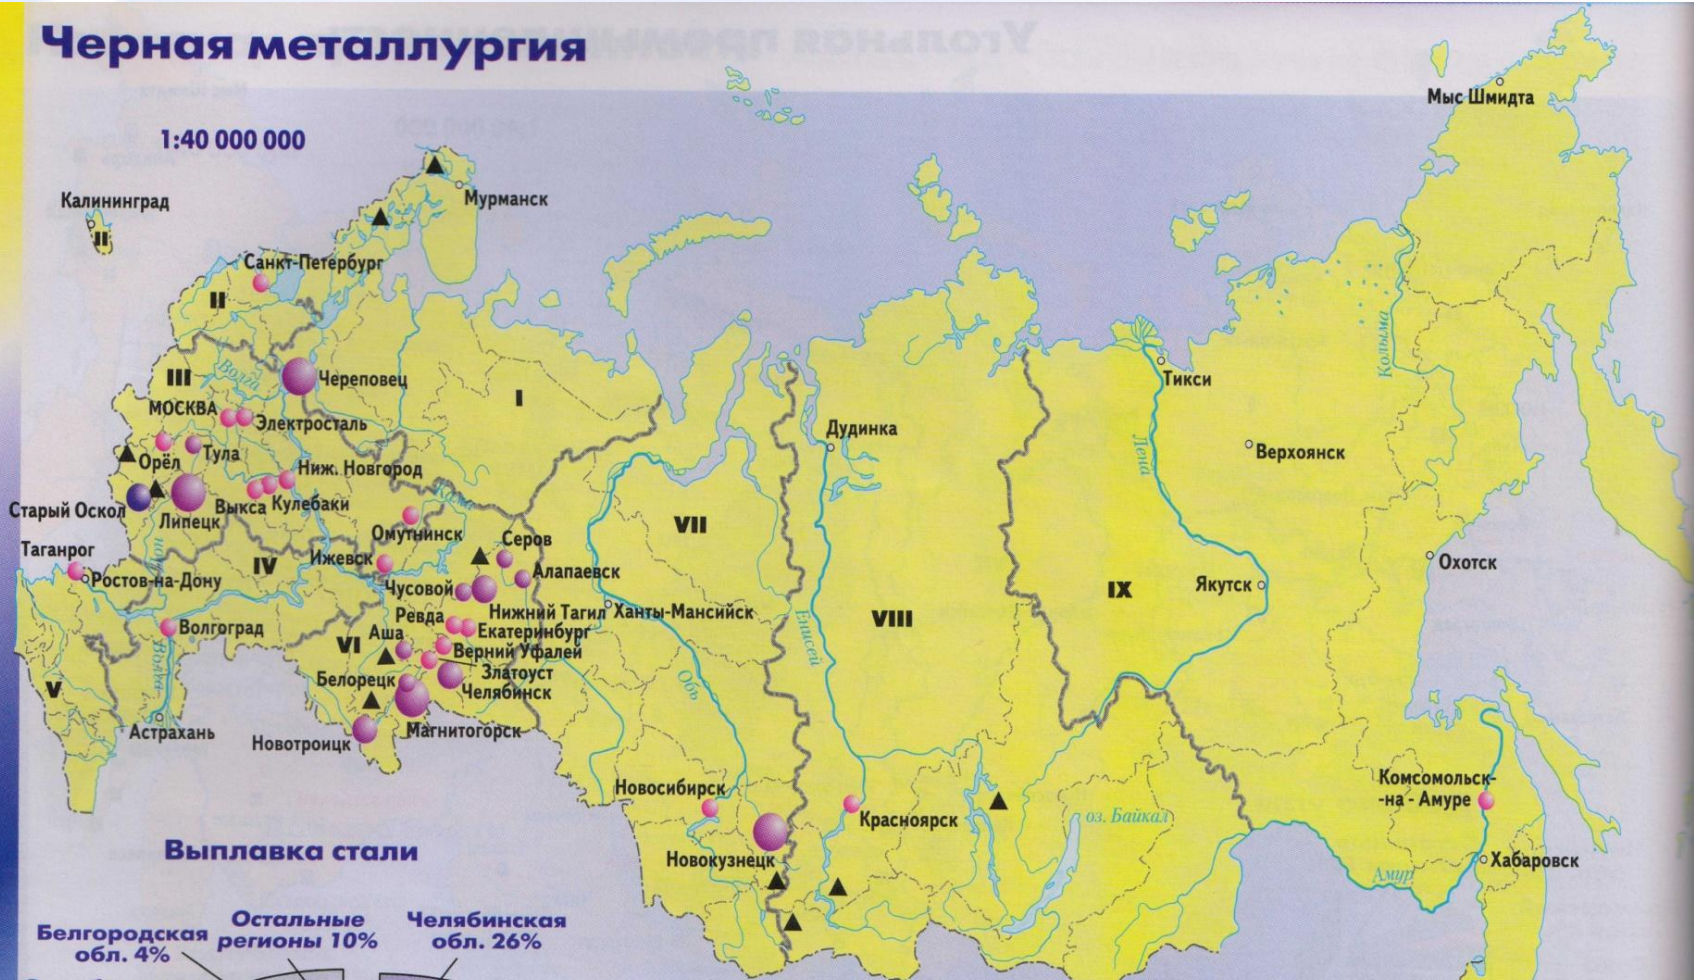 Черная металлургия
1:40 000 000
Мыс Шмидта
Калининград
II
Мурманск
Санкт-Петербург
II
III
Волга
Череповец
I
МОСКВА
Электросталь
Орёл
Тула
Ниж. Новгород
Старый Оскол
Липецк
Выкса
Кулебаки
Кама
Омутнинск
Таганрог
Ростов-на-Дону
Дон
IV
Ижевск
Серов
Алапаевск
Чусовой
Нижний Тагил
Ревда
Екатеринбург
Верний Уфалей
Аша
VI
Златоуст
Белорецк
Челябинск
Магнитогорск
Новотроицк
Волгоград
Волга
V
Астрахань
Ханты-Мансийск
VII
Обь
Енисей
Дудинка
VIII
Тикси
Лена
Верхоянск
Колыма
IX
Якутск
Охотск
Новосибирск
Новокузнецк
Красноярск
оз. Байкал
Амур
Комсомольск-
-на - Амуре
Хабаровск
Выплавка стали
Белгородская
обл. 4%
Остальные
регионы 10%
Челябинская
обл. 26%